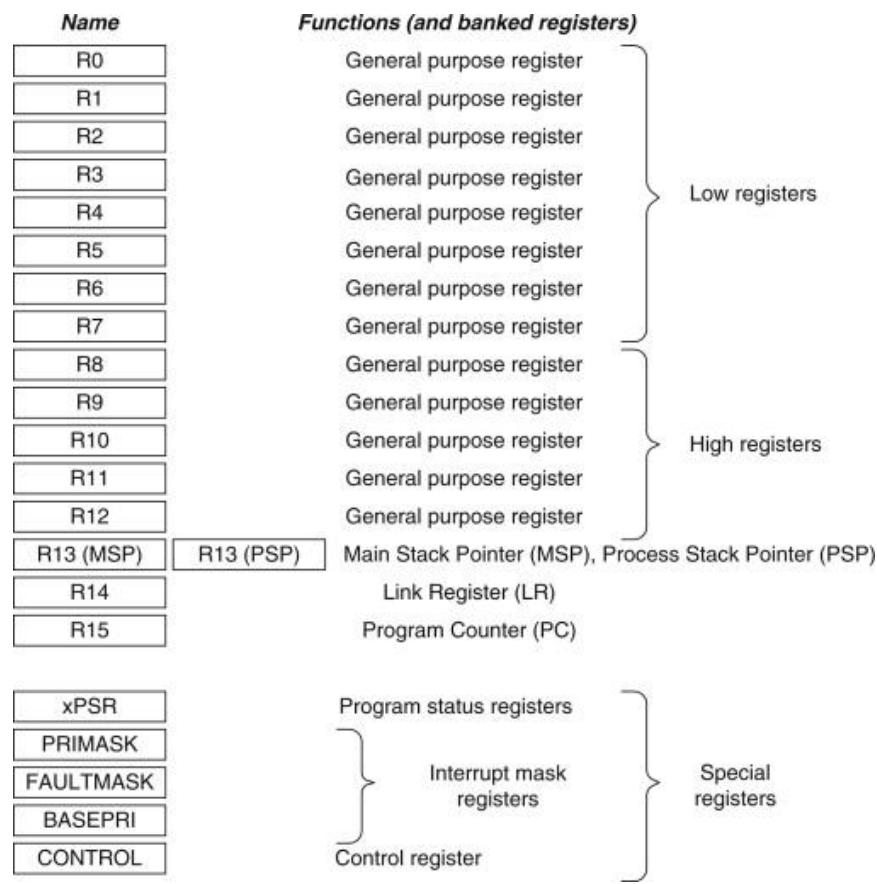 Name Functions (and banked registers)
R0 General purpose register
R1 General purpose register
R2 General purpose register
R3 General purpose register
Low registers
R4 General purpose register
R5 General purpose register
R6 General purpose register
R7 General purpose register
R8 General purpose register
R9 General purpose register
R10 General purpose register
High registers
R11 General purpose register
R12 General purpose register
R13 (MSP) R13 (PSP) Main Stack Pointer (MSP), Process Stack Pointer (PSP)
R14 Link Register (LR)
R15 Program Counter (PC)
xPSR Program status registers
PRIMASK
FAULTMASK
BASEPRI
Interrupt mask
registers
Special
registers
CONTROL Control register